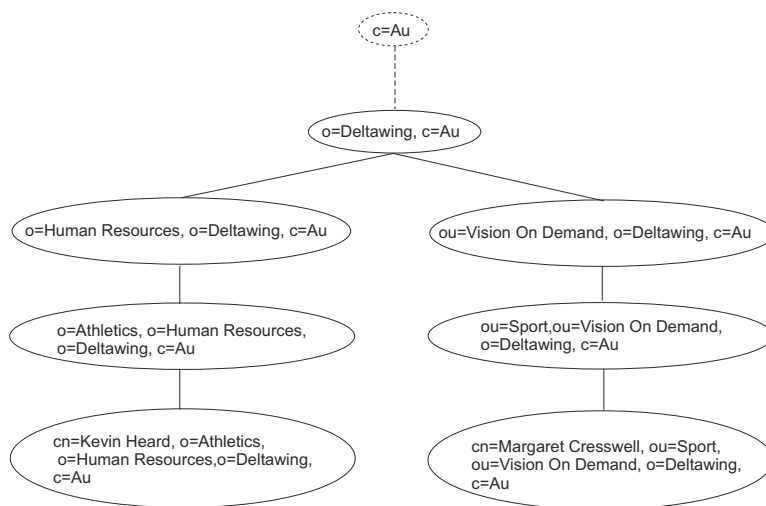 c=Au
o=Deltawing, c=Au
o=Human Resources, o=Deltawing, c=Au
ou=Vision On Demand, o=Deltawing, c=Au
o=Athletics, o=Human Resources,
o=Deltawing, c=Au
ou=Sport,ou=Vision On Demand,
o=Deltawing, c=Au
cn=Kevin Heard, o=Athletics,
o=Human Resources,o=Deltawing,
c=Au
cn=Margaret Cresswell, ou=Sport,
ou=Vision On Demand, o=Deltawing,
c=Au